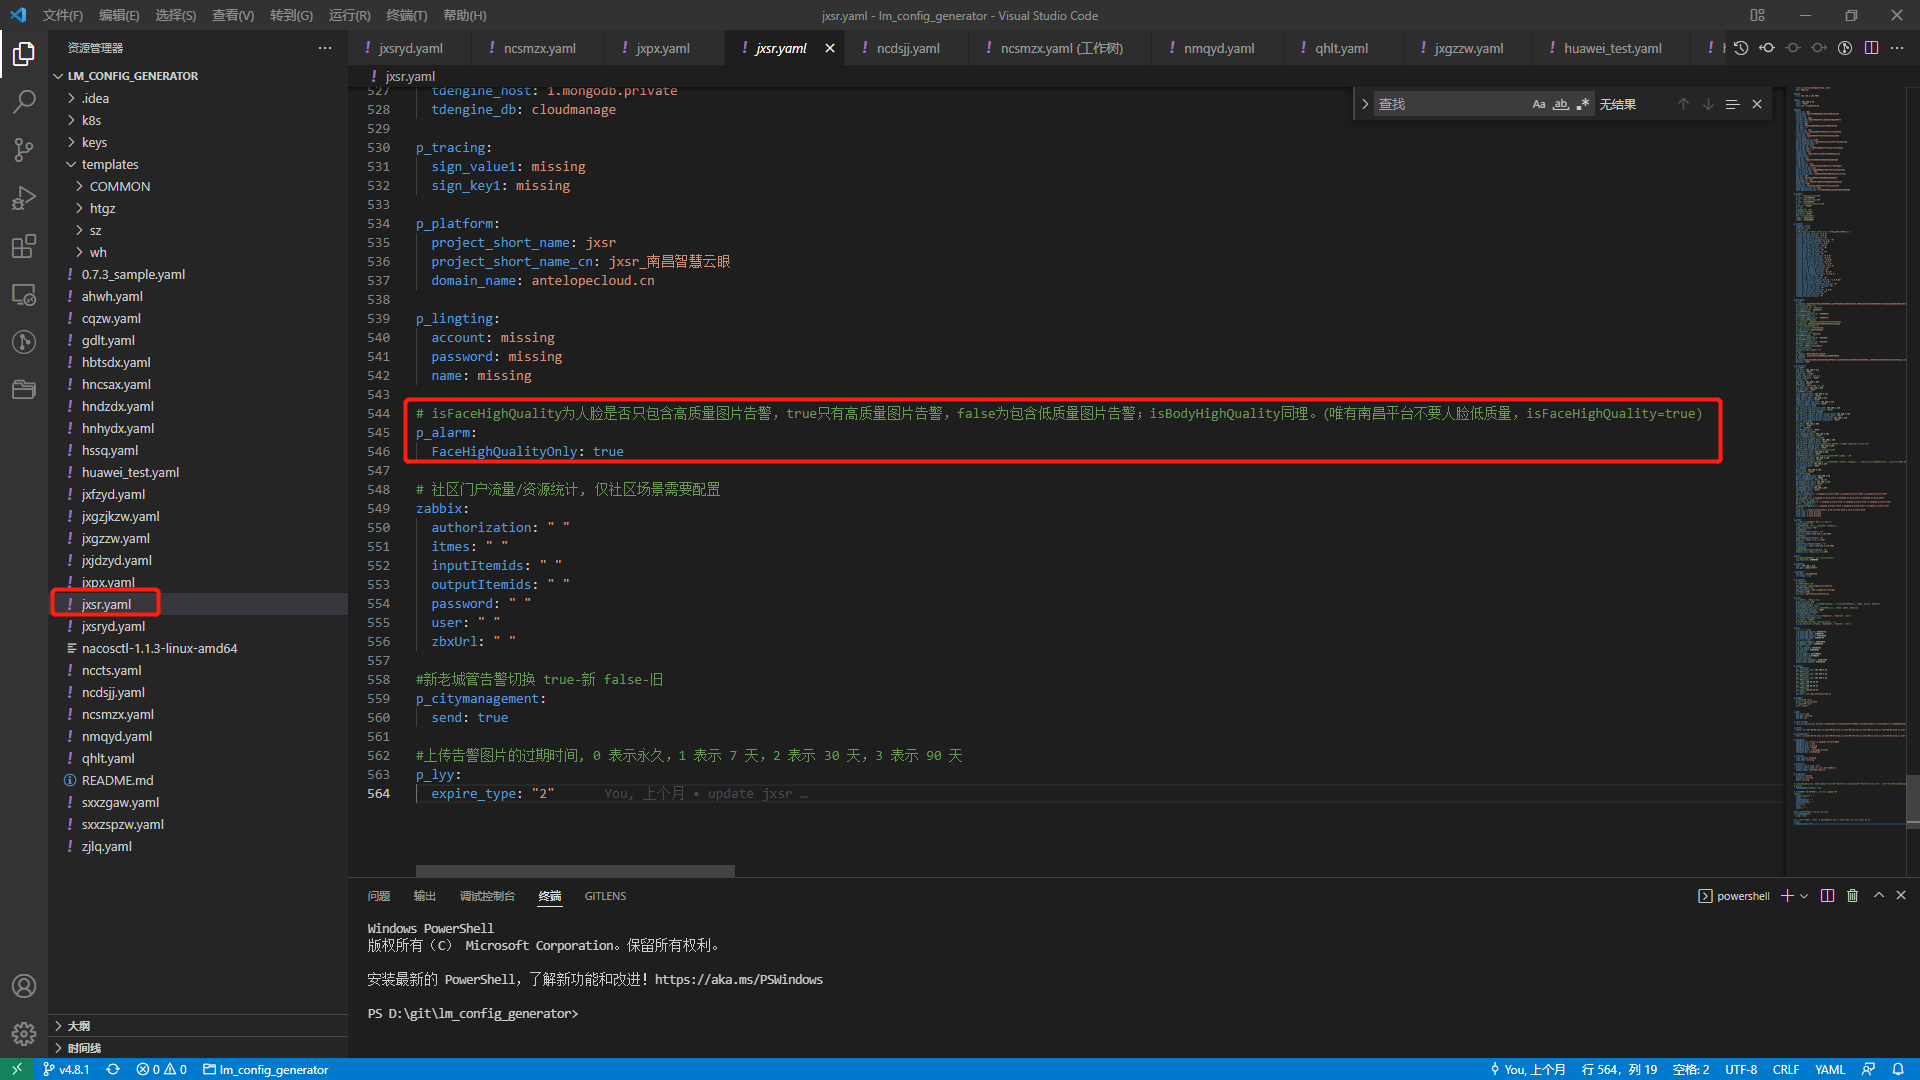 文件(F) 编辑(E) 选择(S) 查看(V) 转到(G) 运行(R) 终端(T) 帮助(H)
jxsr.yaml - lm_config_generator - Visual Studio Code
资源管理器
jxsryd.yaml ncsmzx.yaml jxpx.yaml jxsr.yaml ncdsjj.yaml ncsmzx.yaml (工作树) nmqyd.yaml qhlt.yaml jxgzzw.yaml huawei_test.yaml
jxsr.yaml
LM_CONFIG_GENERATOR
.idea
k8s
keys
templates
COMMON
htgz
sz
wh
0.7.3_sample.yaml
ahwh.yaml
cqzw.yaml
gdlt.yaml
hbtsdx.yaml
hncsax.yaml
hndzdx.yaml
hnhydx.yaml
hssq.yaml
huawei_test.yaml
jxfzyd.yaml
jxgzjkzw.yaml
jxgzzw.yaml
jxjdzyd.yaml
jxpx.yaml
jxsr.yaml
jxsryd.yaml
nacosctl-1.1.3-linux-amd64
nccts.yaml
ncdsjj.yaml
ncsmzx.yaml
nmqyd.yaml
qhlt.yaml
README.md
sxxzgaw.yaml
sxxzspzw.yaml
zjlq.yaml
大纲
时间线
查找 Aa ab 无结果
527 tdengine_host: 1.mongodb.private
528 tdengine_db: cloudmanage
529
530 p_tracing:
531 sign_value1: missing
532 sign_key1: missing
533
534 p_platform:
535 project_short_name: jxsr
536 project_short_name_cn: jxsr_南昌智慧云眼
537 domain_name: antelopecloud.cn
538
539 p_lingting:
540 account: missing
541 password: missing
542 name: missing
543
544 # isFaceHighQuality为人脸是否只包含高质量图片告警，true只有高质量图片告警，false为包含低质量图片告警；isBodyHighQuality同理。(唯有南昌平台不要人脸低质量，isFaceHighQuality=true)
545 p_alarm:
546 FaceHighQualityOnly: true
547
548 # 社区门户流量/资源统计, 仅社区场景需要配置
549 zabbix:
550 authorization: " "
551 itmes: " "
552 inputItemids: " "
553 outputItemids: " "
554 password: " "
555 user: " "
556 zbxUrl: " "
557
558 #新老城管告警切换 true-新 false-旧
559 p_citymanagement:
560 send: true
561
562 #上传告警图片的过期时间, 0 表示永久, 1 表示 7 天, 2 表示 30 天, 3 表示 90 天
563 p_lyy:
564 expire_type: "2" You, 上个月 • update jxsr …
问题 输出 调试控制台 终端 GITLENS
powershell
Windows PowerShell
版权所有（C） Microsoft Corporation。保留所有权利。
安装最新的 PowerShell，了解新功能和改进！https://aka.ms/PSWindows
PS D:\git\lm_config_generator>
v4.8.1 0 0 lm_config_generator
You, 上个月 行 564，列 19 空格: 2 UTF-8 CRLF YAML